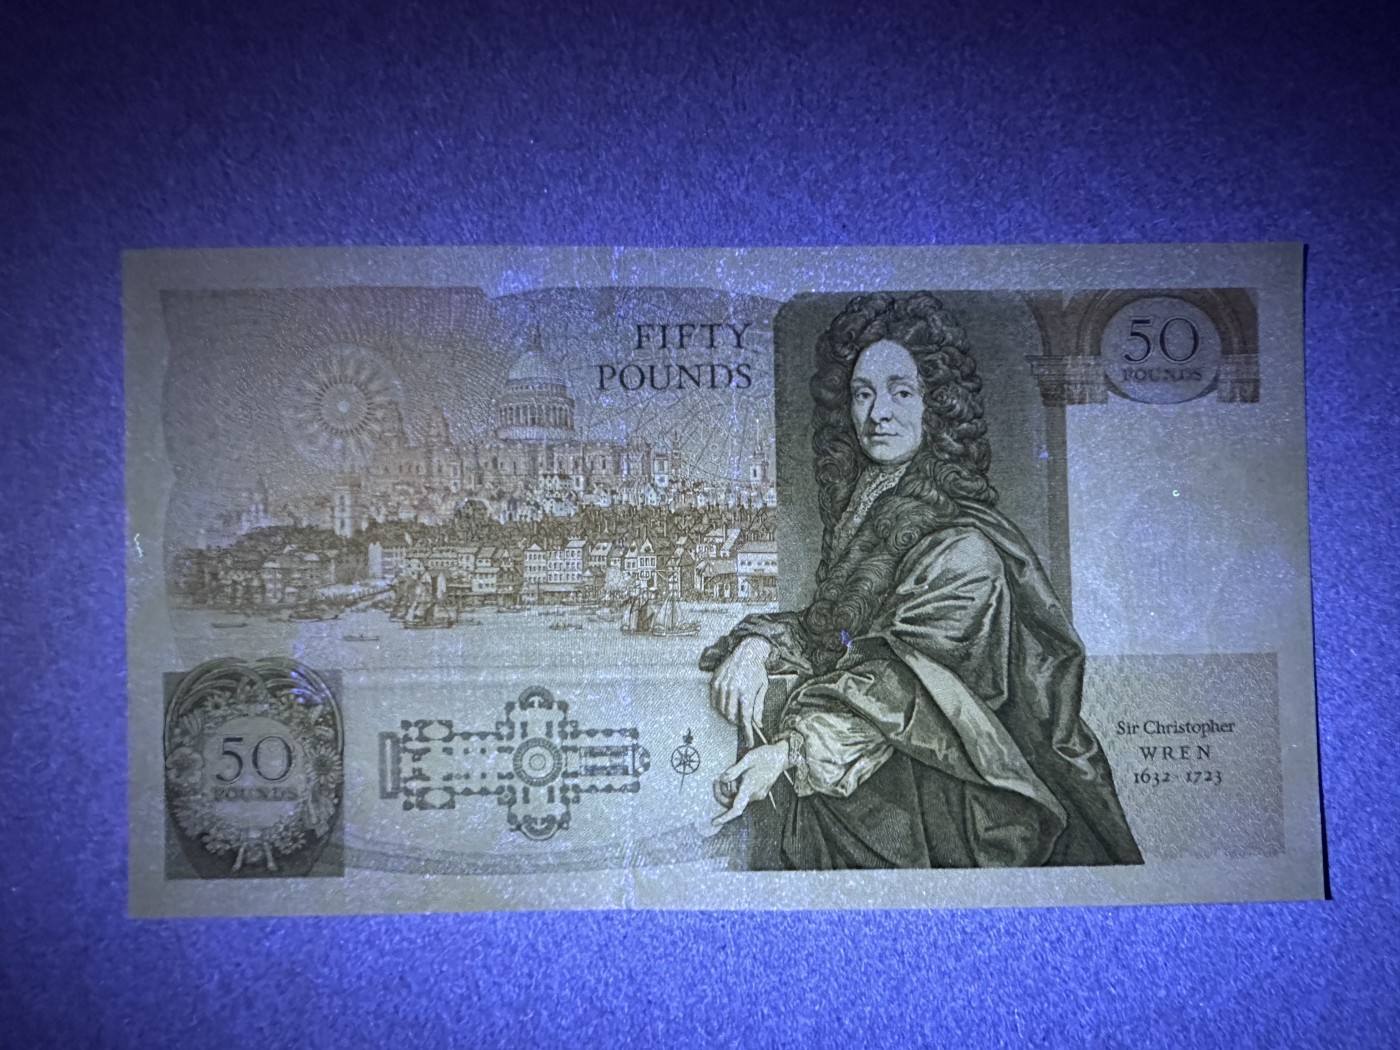 FIFTY
POUNDS
50
POUNDS
50
POUNDS
Sir Christopher
WREN
1632 · 1723